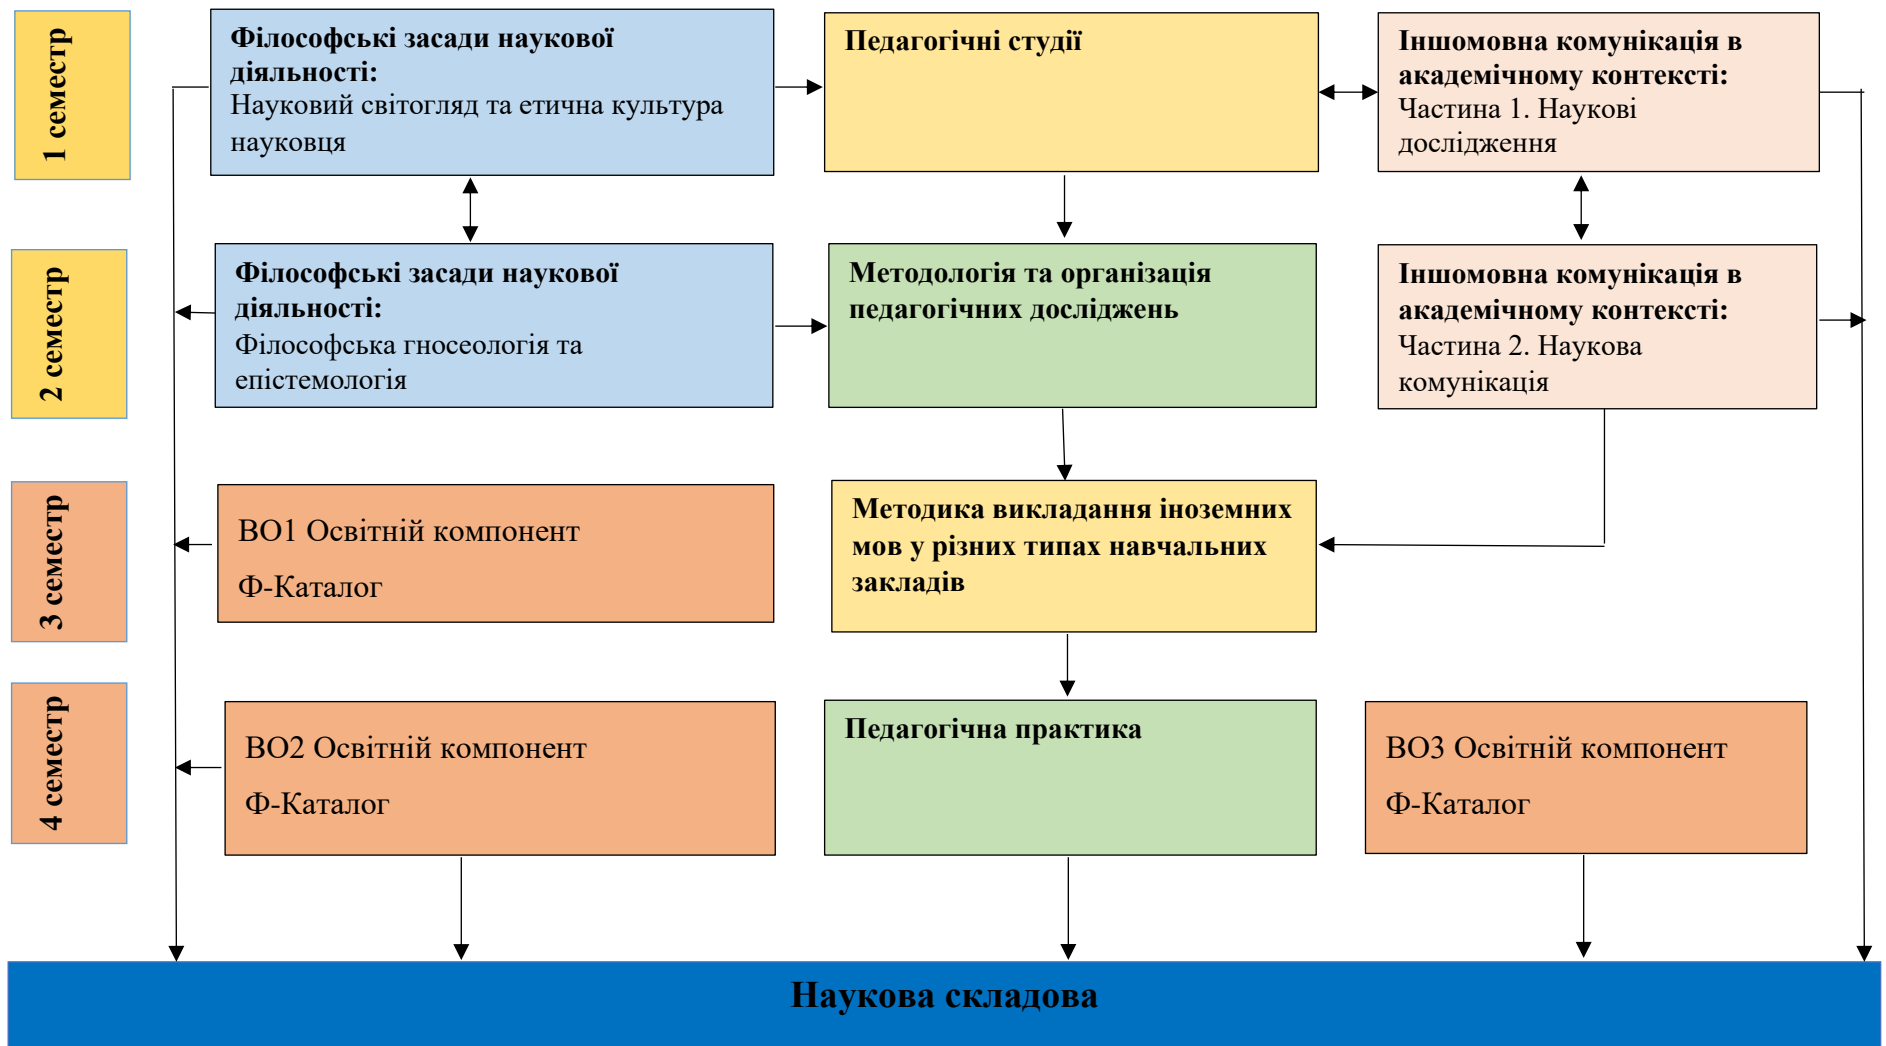 1 семестр
Філософські засади наукової
діяльності:
Науковий світогляд та етична культура
науковця
Педагогічні студії
Іншомовна комунікація в
академічному контексті:
Частина 1. Наукові
дослідження
2 семестр
Філософські засади наукової
діяльності:
Філософська гносеологія та
епістемологія
Методологія та організація
педагогічних досліджень
Іншомовна комунікація в
академічному контексті:
Частина 2. Наукова
комунікація
3 семестр
ВО1 Освітній компонент
Ф-Каталог
Методика викладання іноземних
мов у різних типах навчальних
закладів
4 семестр
ВО2 Освітній компонент
Ф-Каталог
Педагогічна практика
ВО3 Освітній компонент
Ф-Каталог
Наукова складова